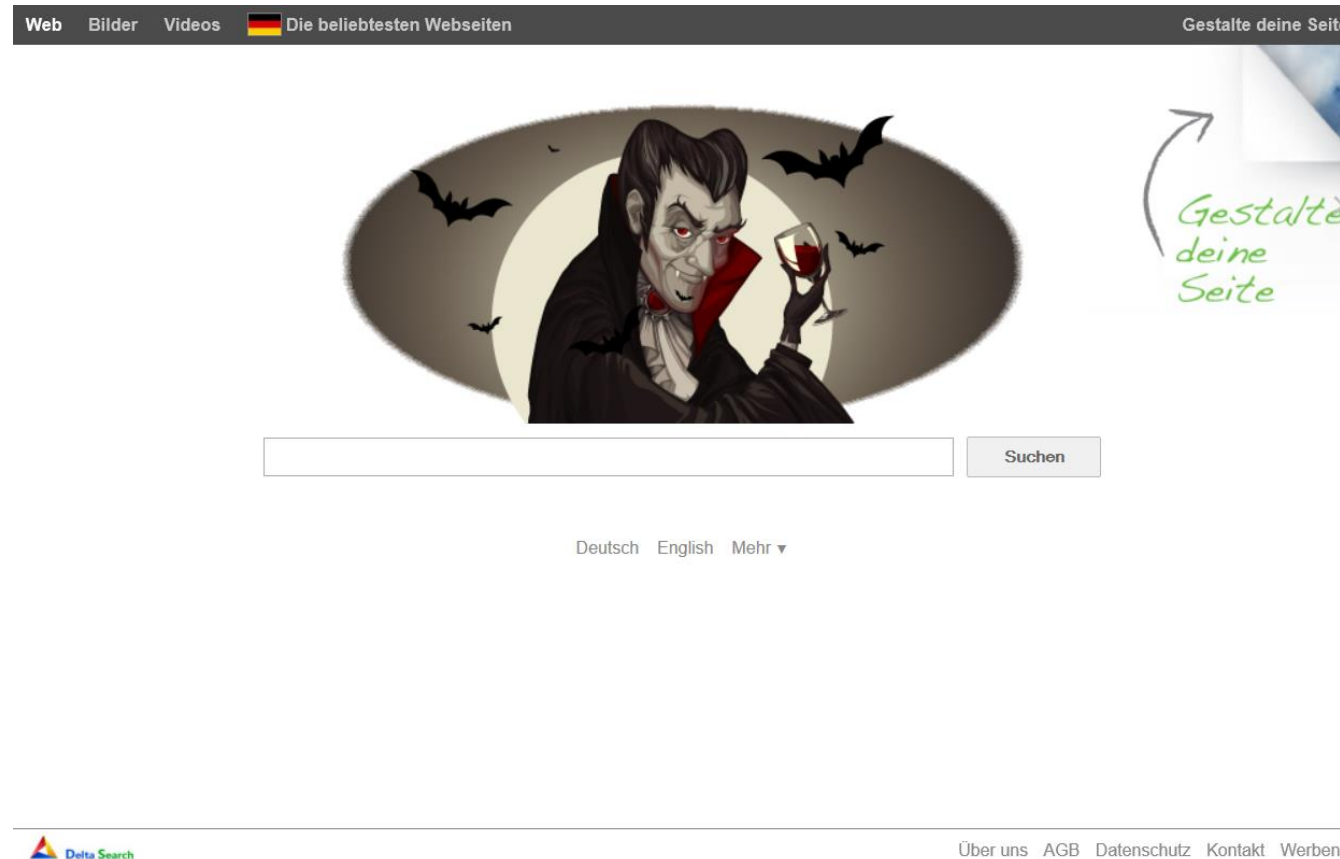 Web Bilder Videos Die beliebtesten Webseiten Gestalte deine Seite
Gestalte
deine
Seite
Suchen
Deutsch English Mehr ▼
Delta Search Über uns AGB Datenschutz Kontakt Werben